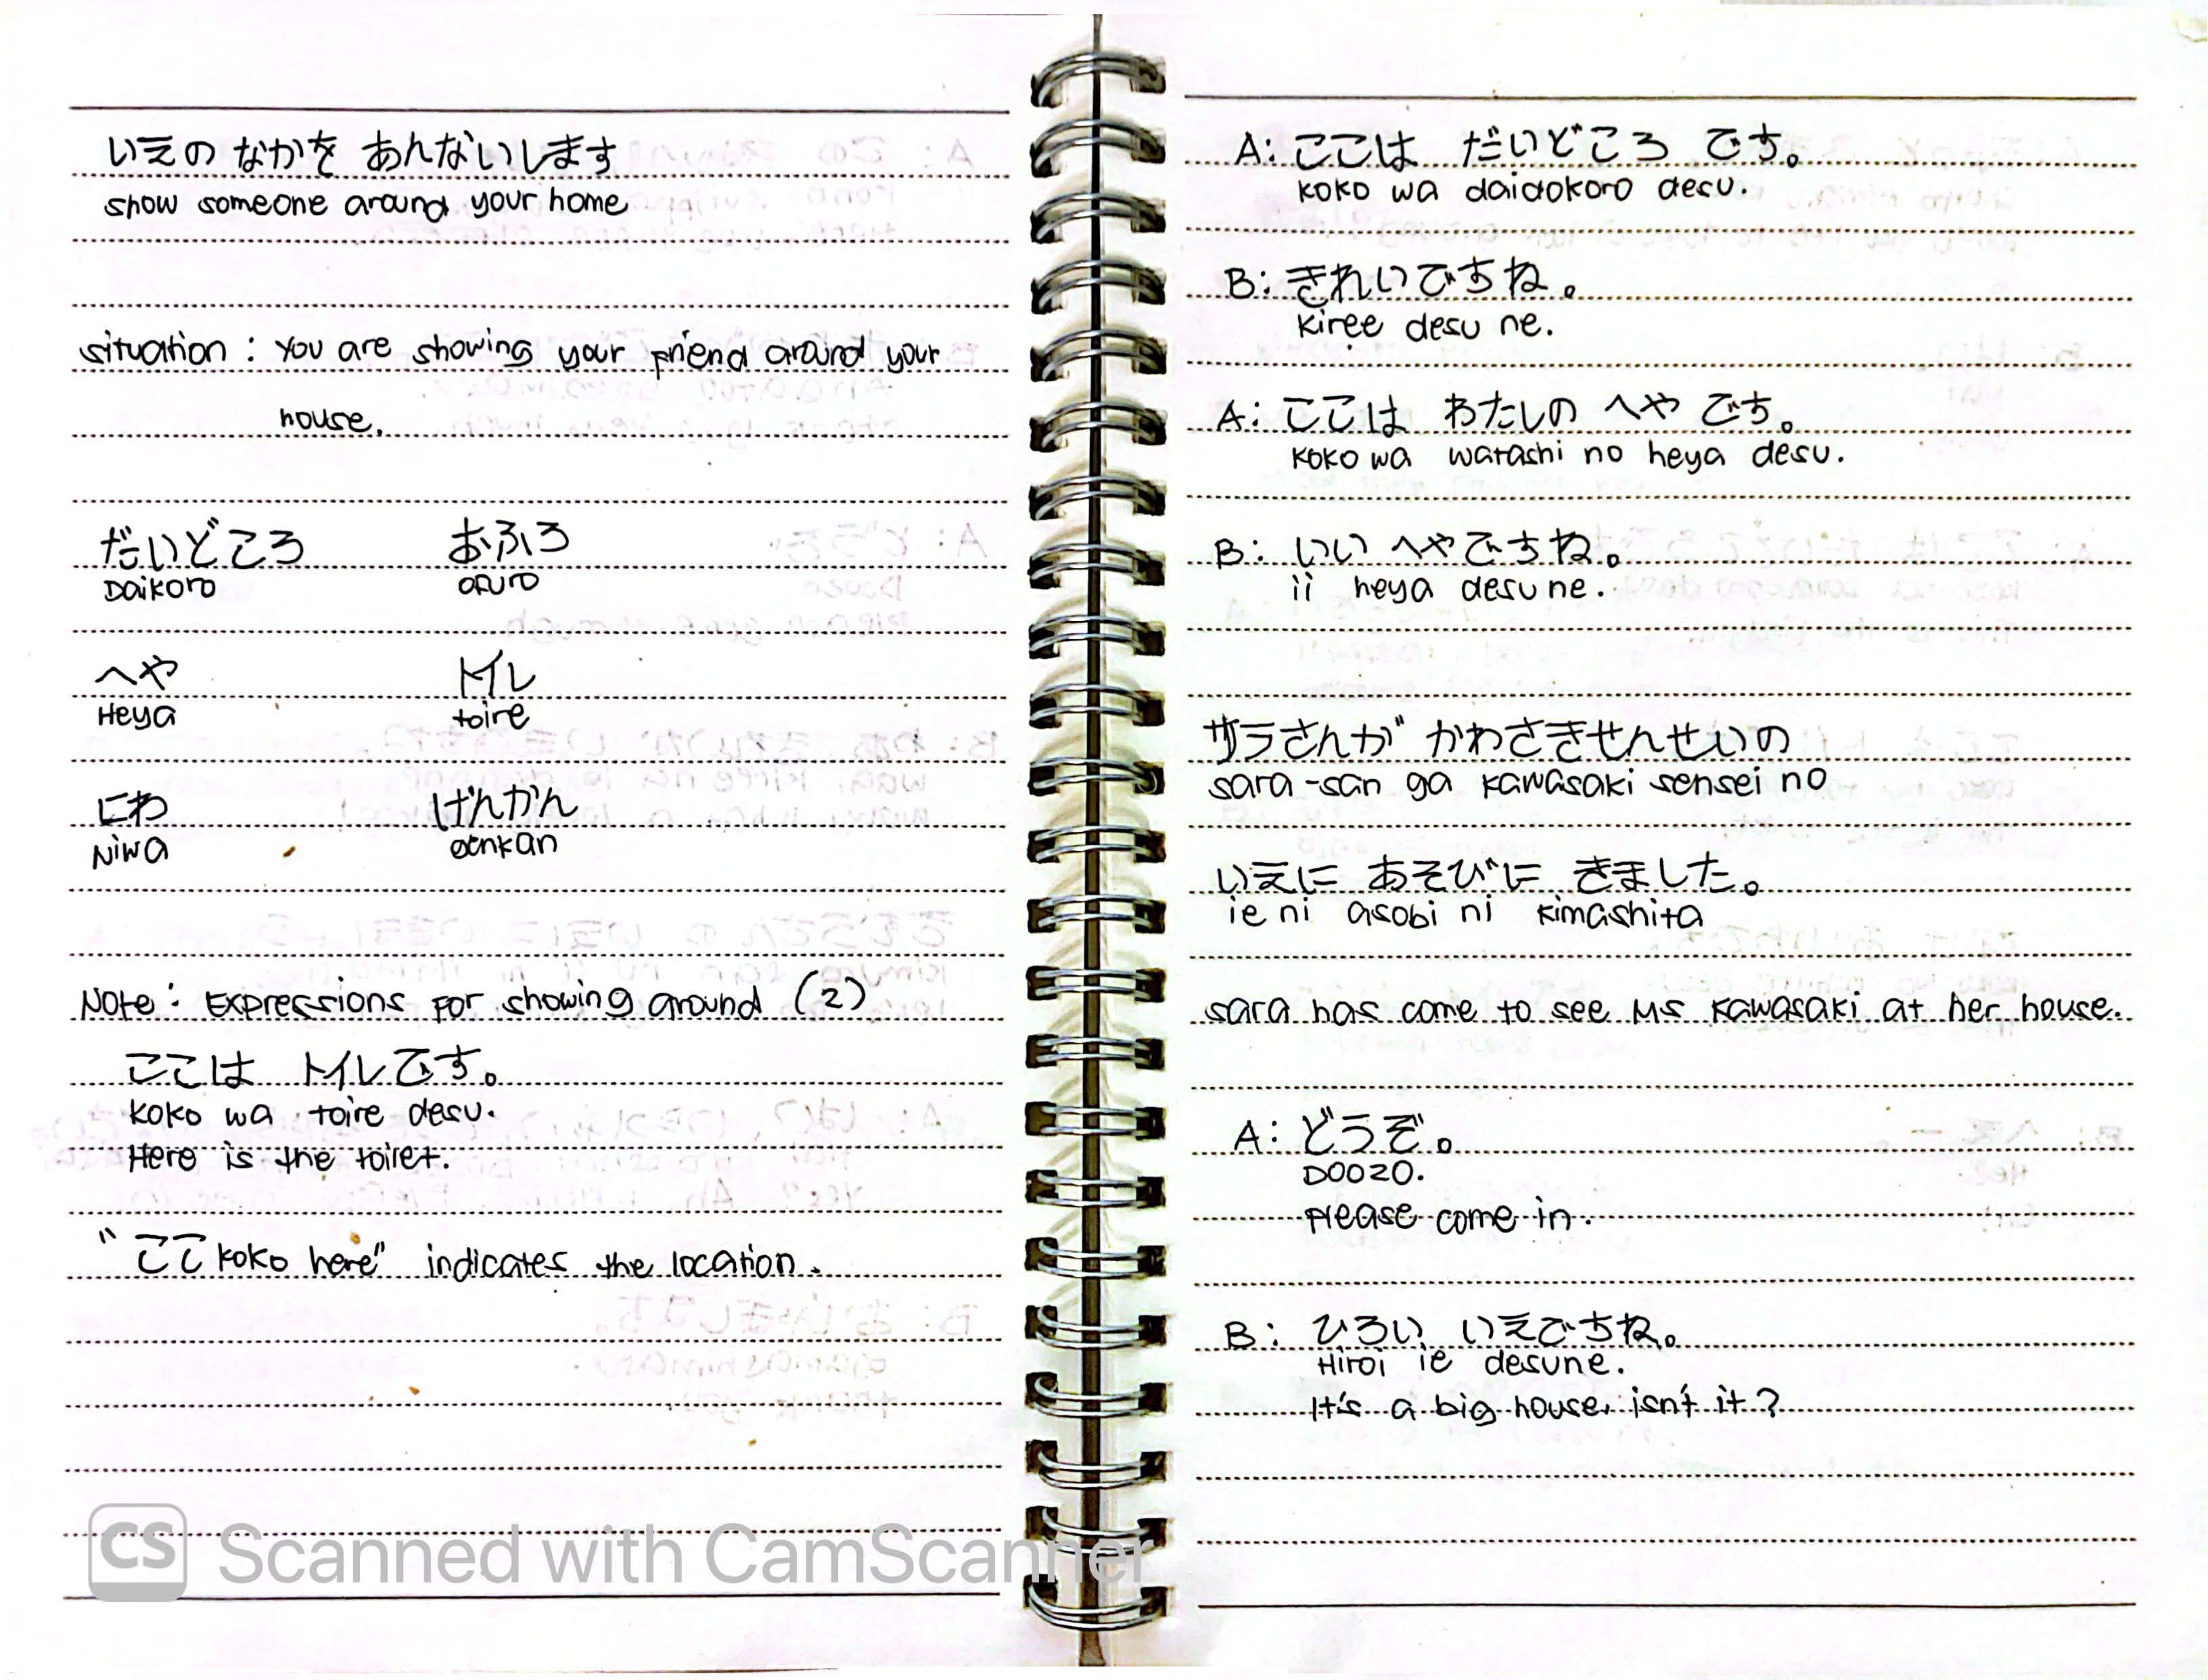 いえの なかを あんないします
show someone around your home
situation : You are showing your friend around your
house.
だいどころ おふろ
Daikoro ofuro
へや トイレ
Heya toire
にわ げんかん
Niwa Genkan
Note : Expressions for showing around (2)
ここは トイレです。
koko wa toire desu.
Here is the toilet.
"ここ koko here" indicates the location.
A: ここは だいどころ です。
koko wa daidokoro desu.
B: きれいでちね。
kiree desu ne.
A: ここは わたしの へや でち。
koko wa watashi no heya desu.
B: いい へやでちね。
ii heya desu ne.
サラさんが かわさきせんせいの
sara-san ga kawasaki sensei no
いえに あそびに きました。
ie ni asobi ni kimashita
sara has come to see Ms kawasaki at her house.
A: どうぞ。
Doozo.
please come in.
B: ひろい いえでちね。
Hiroi ie desune.
It's a big house, isn't it?
CS Scanned with CamScanner